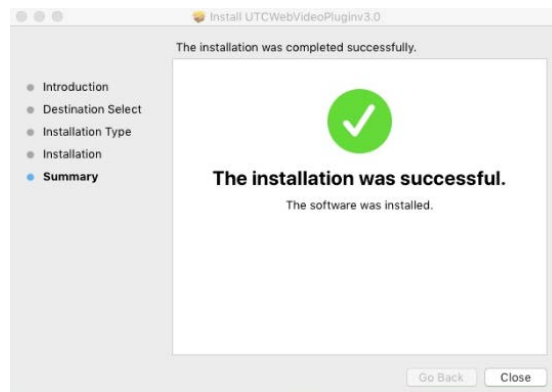 Install UTCWebVideoPluginv3.0
The installation was completed successfully.
Introduction
Destination Select
Installation Type
Installation
Summary
The installation was successful.
The software was installed.
Go Back
Close